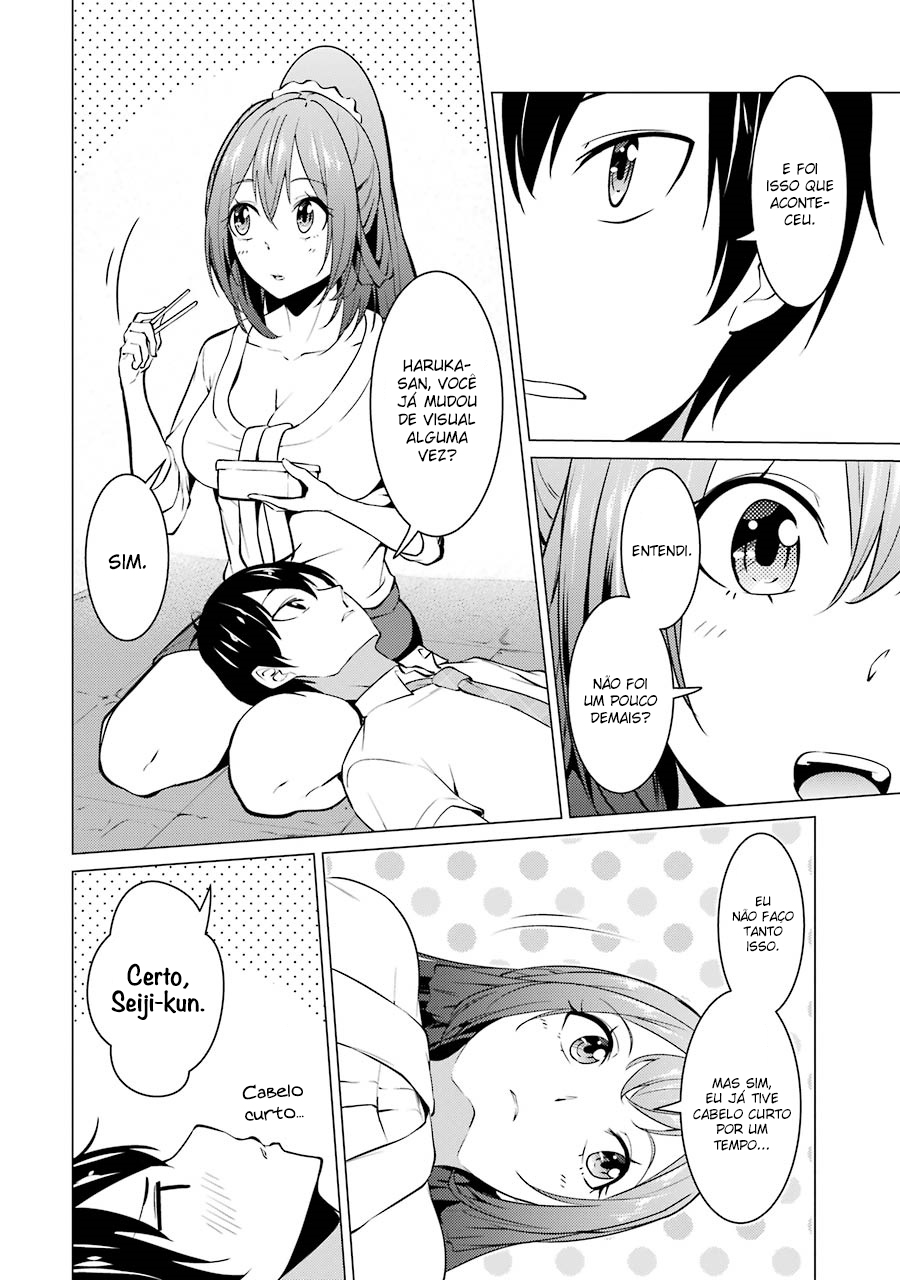 E FOI
ISSO QUE
ACONTE-
CEU.
ENTENDI.
NÃO FOI
UM POUCO
DEMAIS?
HARUKA-
SAN, VOCÊ
JÁ MUDOU
DE VISUAL
ALGUMA
VEZ?
SIM.
EU
NÃO FAÇO
TANTO
ISSO.
MAS SIM,
EU JÁ TIVE
CABELO CURTO
POR UM
TEMPO...
Certo,
Seiji-kun.
Cabelo
curto...